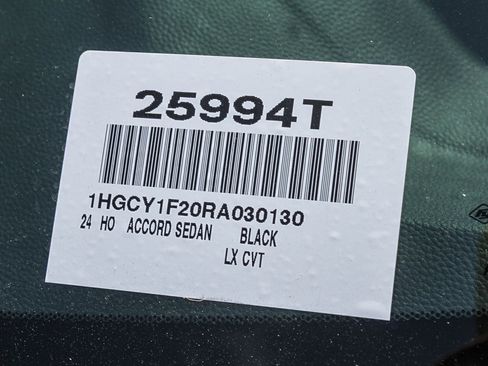 25994T
1HGCY1F20RA030130
24 HO ACCORD SEDAN BLACK
LX CVT